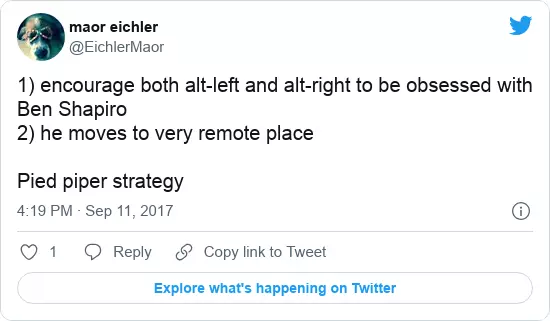 maor eichler
@EichlerMaor
1) encourage both alt-left and alt-right to be obsessed with
Ben Shapiro
2) he moves to very remote place
Pied piper strategy
4:19 PM · Sep 11, 2017
1 Reply Copy link to Tweet
Explore what's happening on Twitter